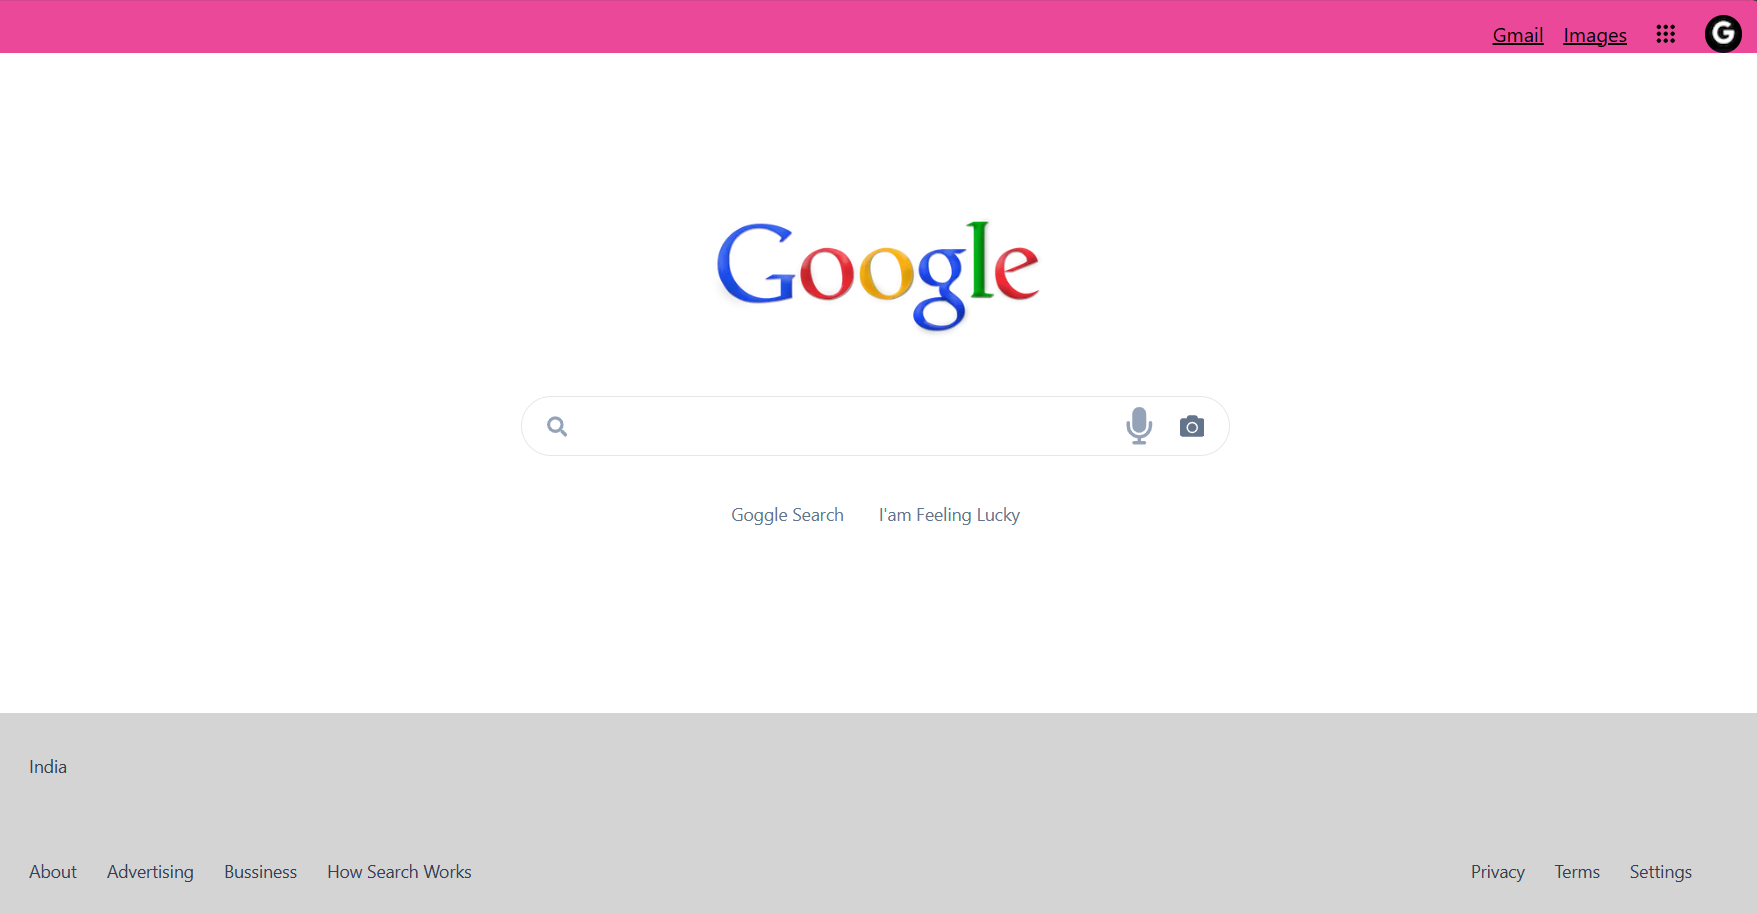 Gmail Images G
Google
Goggle Search I'am Feeling Lucky
India
About Advertising Bussiness How Search Works Privacy Terms Settings